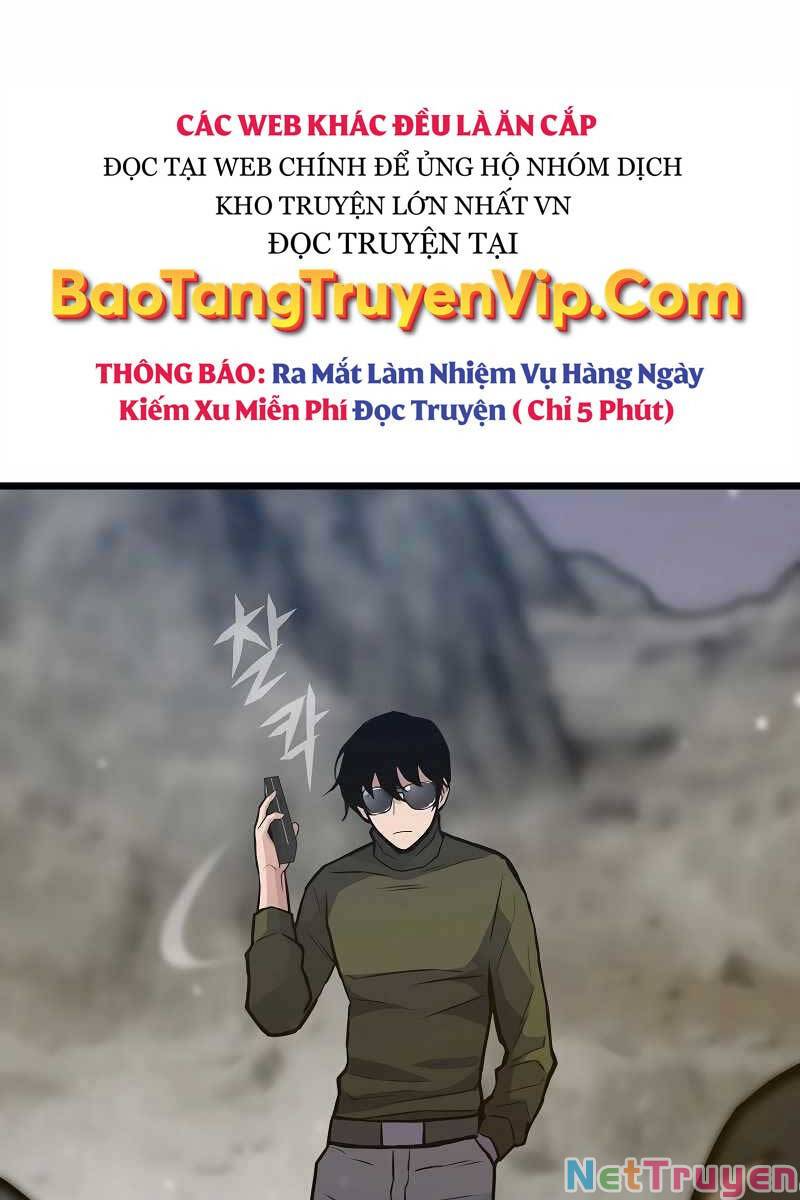 CÁC WEB KHÁC ĐỀU LÀ ĂN CẮP
ĐỌC TẠI WEB CHÍNH ĐỂ ỦNG HỘ NHÓM DỊCH
KHO TRUYỆN LỚN NHẤT VN
ĐỌC TRUYỆN TẠI
BaoTangTruyenVip.Com
THÔNG BÁO: Ra Mắt Làm Nhiệm Vụ Hàng Ngày
Kiếm Xu Miễn Phí Đọc Truyện ( Chỉ 5 Phút)
찰칵
NetTruyen